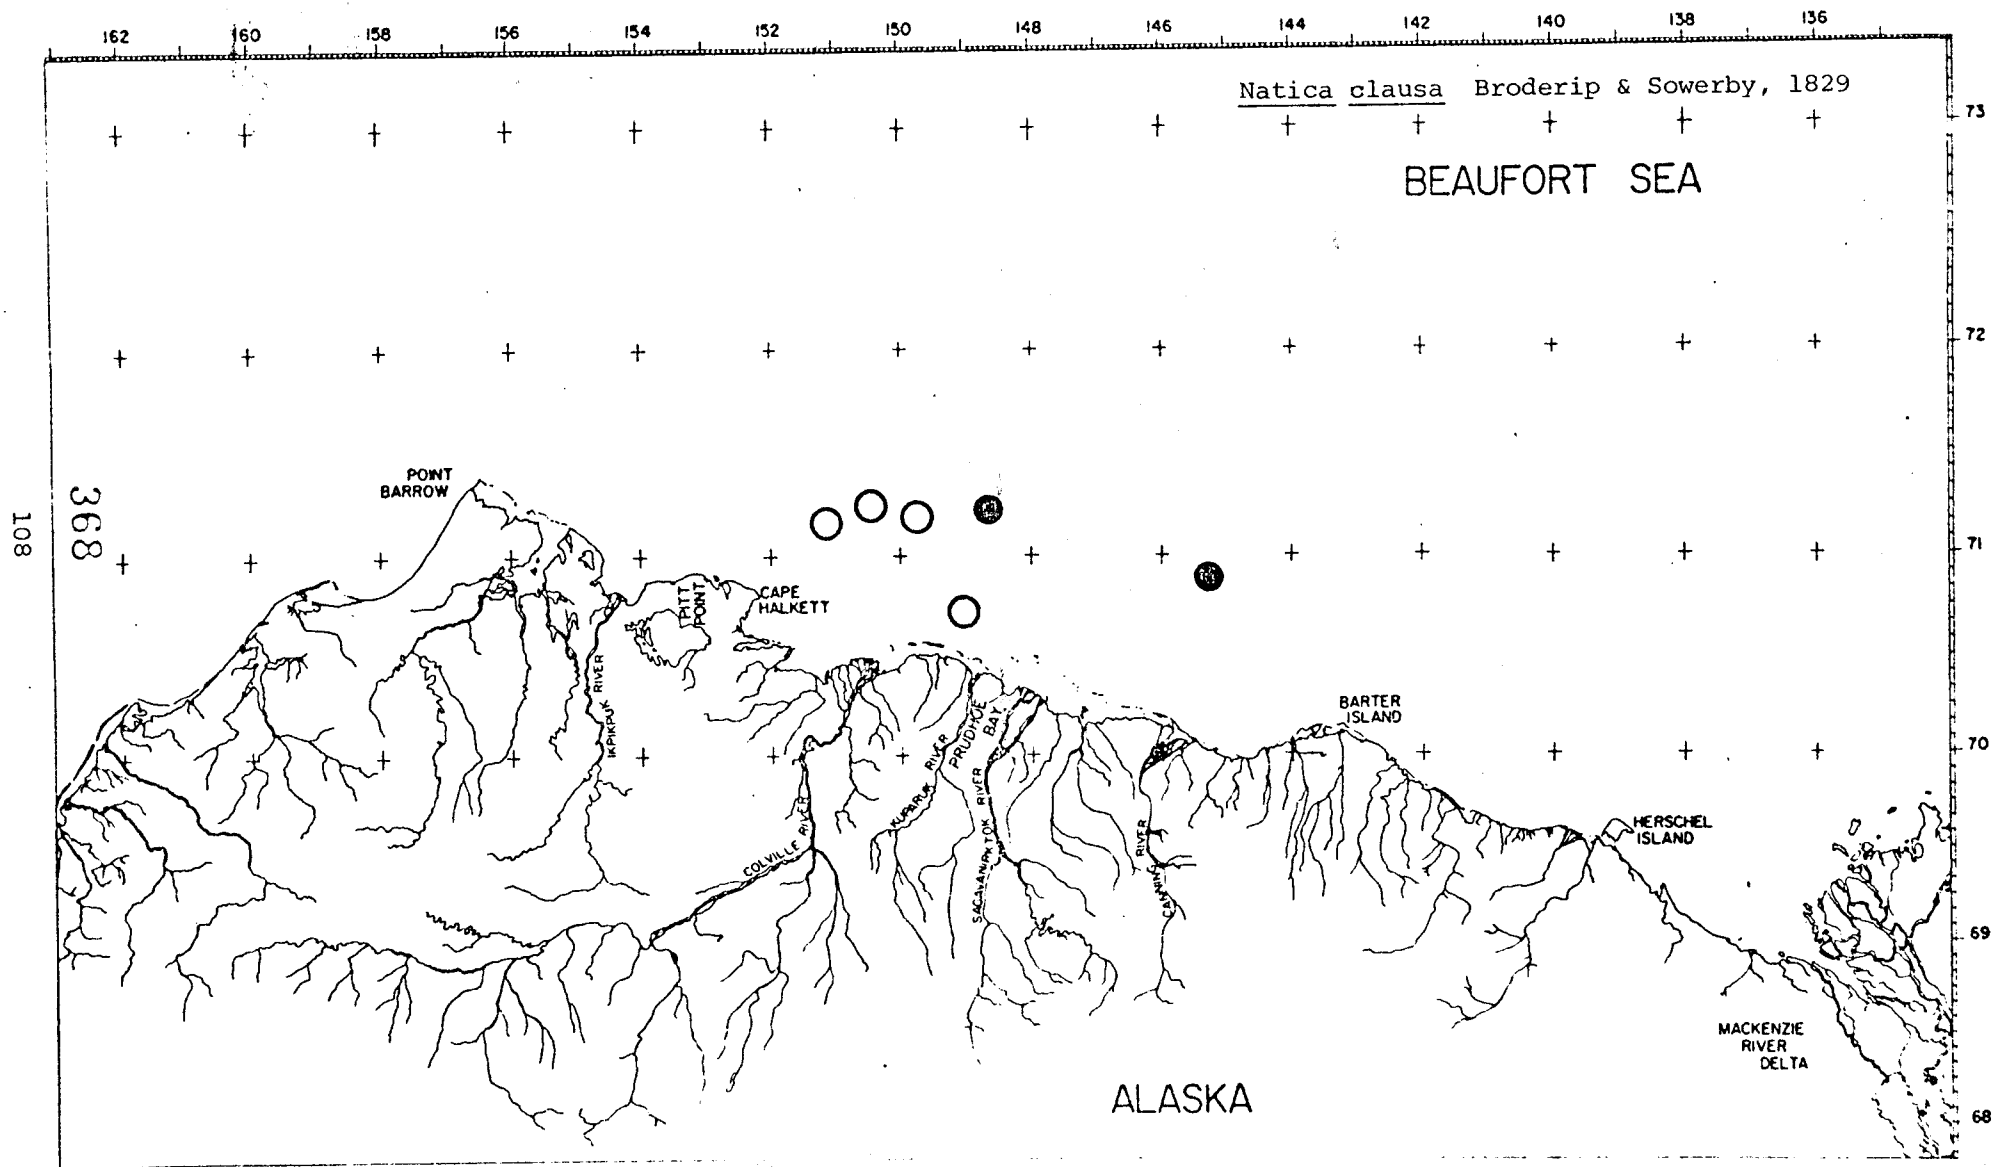 162 160 158 156 154 152 150 148 146 144 142 140 138 136
Natica clausa Broderip & Sowerby, 1829
73
BEAUFORT SEA
72
POINT
BARROW
368
108
71
CAPE
HALKETT
PITT
POINT
IKPIKPUK RIVER
BARTER
ISLAND
PRUDHOE
BAY
70
KUPARUK RIVER
COLVILLE RIVER
SAGAVANIRKTOK RIVER
CANNING RIVER
HERSCHEL
ISLAND
69
MACKENZIE
RIVER
DELTA
ALASKA
68